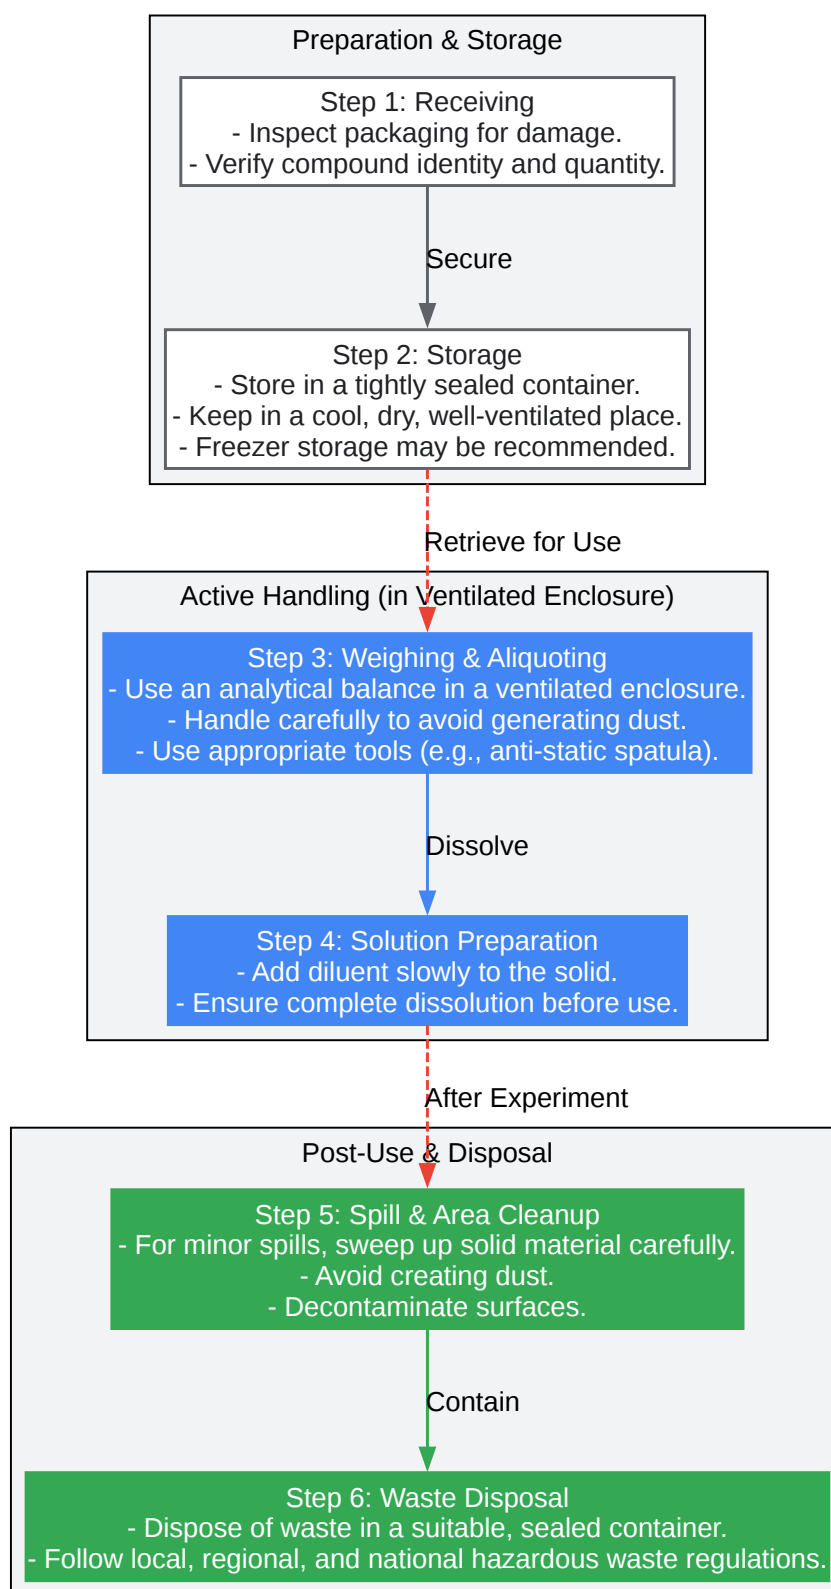 Preparation & Storage
Step 1: Receiving
- Inspect packaging for damage.
- Verify compound identity and quantity.
Secure
Step 2: Storage
- Store in a tightly sealed container.
- Keep in a cool, dry, well-ventilated place.
- Freezer storage may be recommended.
Retrieve for Use
Active Handling (in Ventilated Enclosure)
Step 3: Weighing & Aliquoting
- Use an analytical balance in a ventilated enclosure.
- Handle carefully to avoid generating dust.
- Use appropriate tools (e.g., anti-static spatula).
Dissolve
Step 4: Solution Preparation
- Add diluent slowly to the solid.
- Ensure complete dissolution before use.
After Experiment
Post-Use & Disposal
Step 5: Spill & Area Cleanup
- For minor spills, sweep up solid material carefully.
- Avoid creating dust.
- Decontaminate surfaces.
Contain
Step 6: Waste Disposal
- Dispose of waste in a suitable, sealed container.
- Follow local, regional, and national hazardous waste regulations.